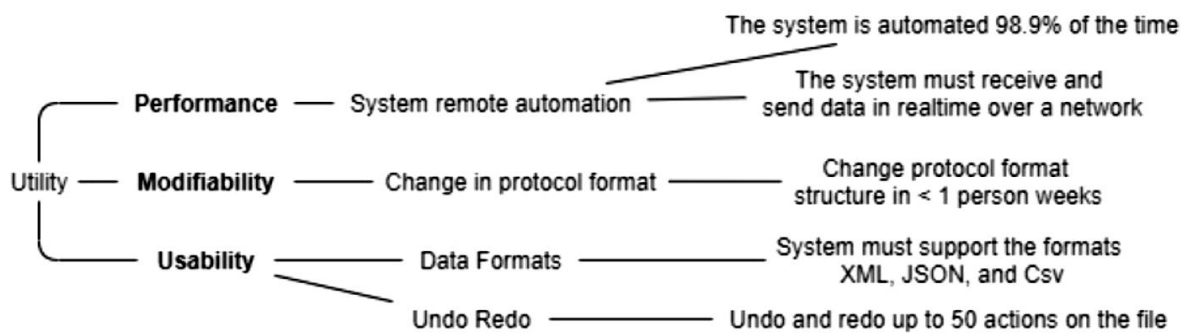 The system is automated 98.9% of the time
Performance
System remote automation
The system must receive and
send data in realtime over a network
Utility
Modifiability
Change in protocol format
Change protocol format
structure in < 1 person weeks
Usability
Data Formats
System must support the formats
XML, JSON, and Csv
Undo Redo
Undo and redo up to 50 actions on the file